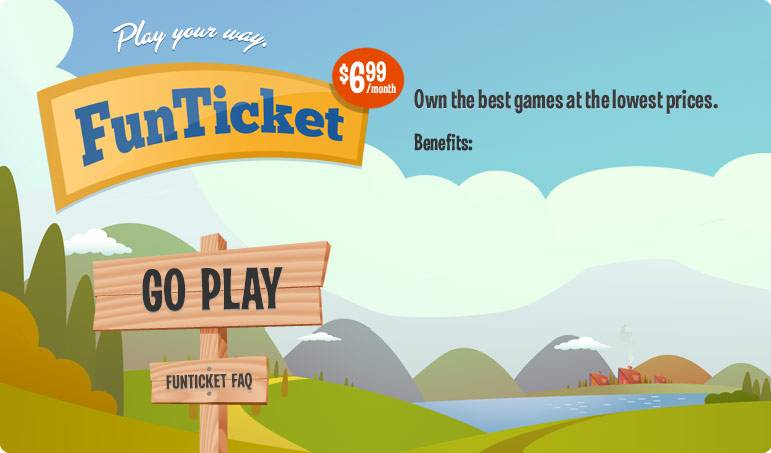 Play your way.
FunTicket
$6.99/month
Own the best games at the lowest prices.
Benefits:
GO PLAY
FUNTICKET FAQ